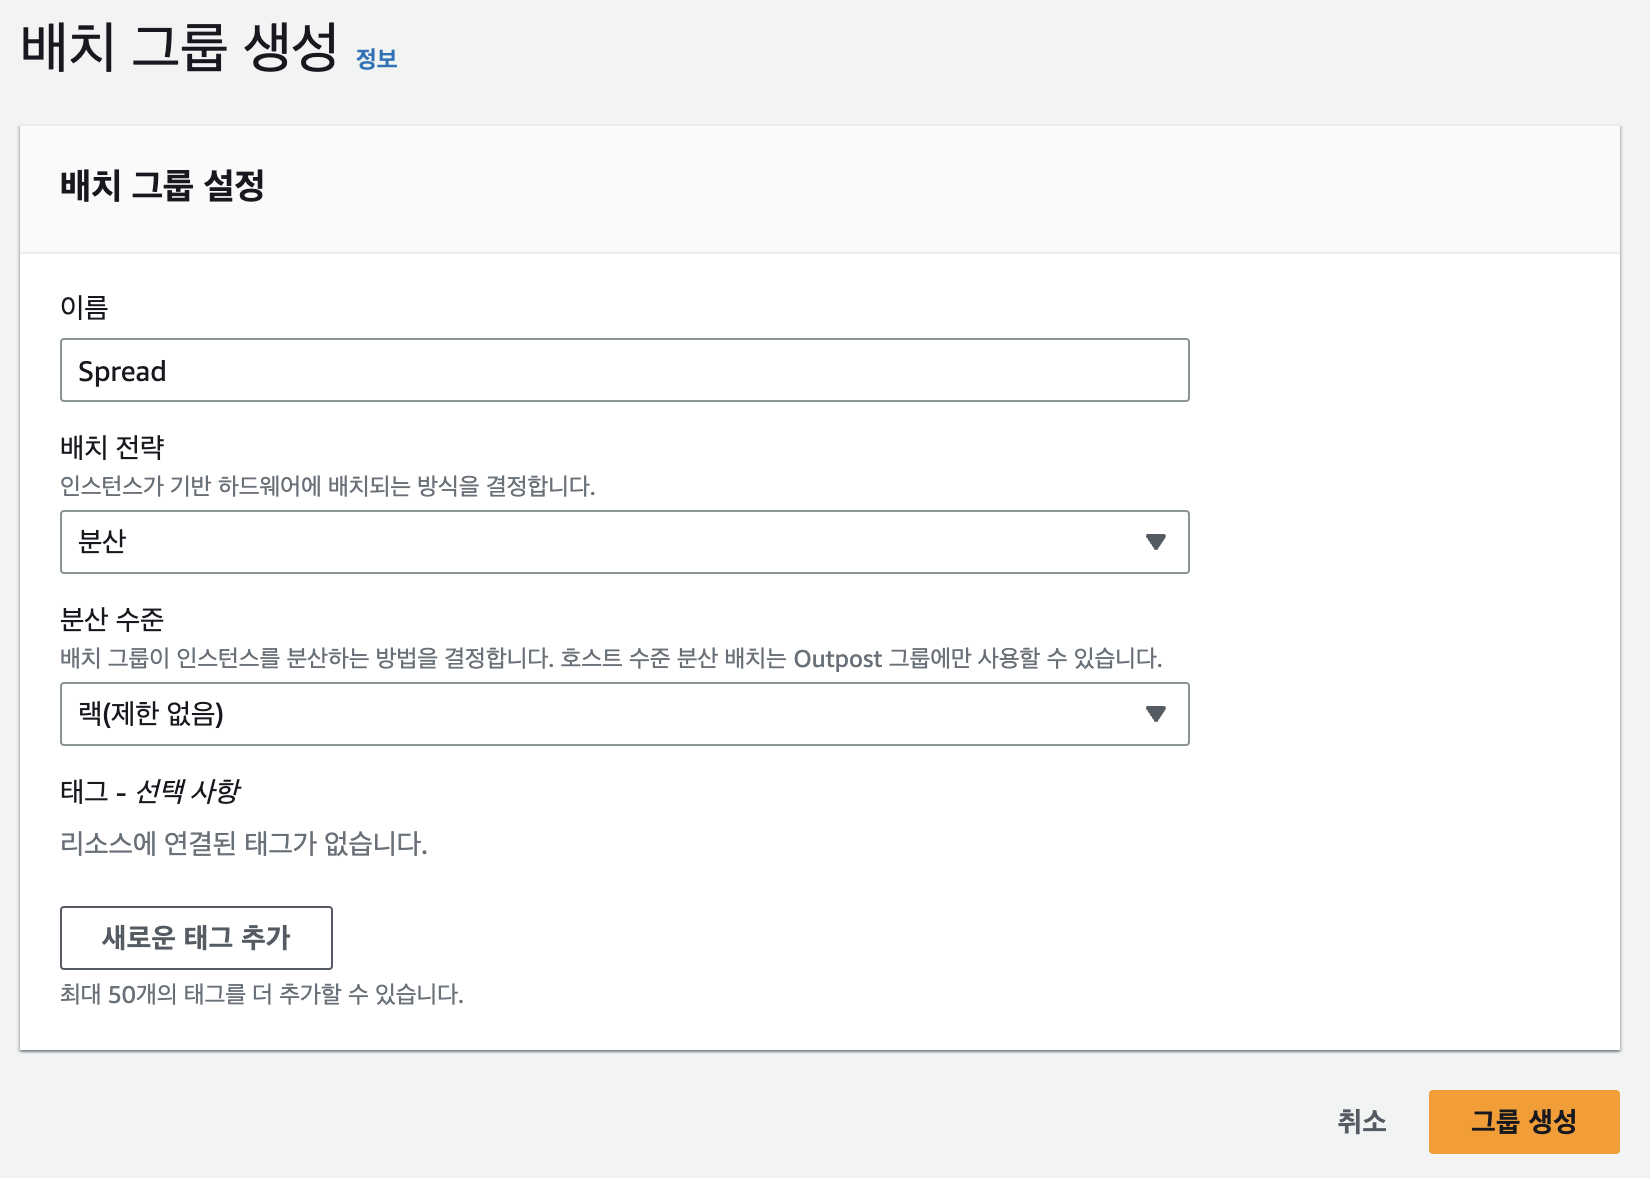 배치 그룹 생성 정보
배치 그룹 설정
이름
Spread
배치 전략
인스턴스가 기반 하드웨어에 배치되는 방식을 결정합니다.
분산
분산 수준
배치 그룹이 인스턴스를 분산하는 방법을 결정합니다. 호스트 수준 분산 배치는 Outpost 그룹에만 사용할 수 있습니다.
랙(제한 없음)
태그 - 선택 사항
리소스에 연결된 태그가 없습니다.
새로운 태그 추가
최대 50개의 태그를 더 추가할 수 있습니다.
취소 그룹 생성